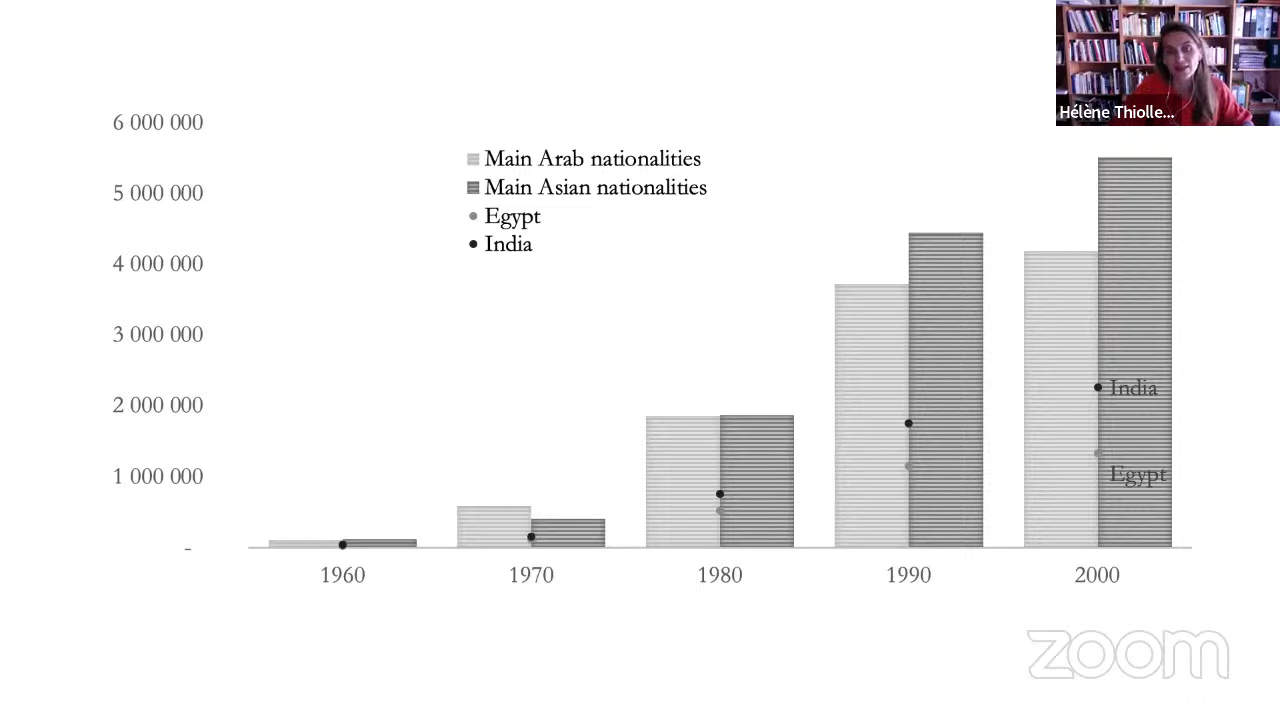 Hélène Thiolle...
6 000 000
5 000 000
4 000 000
3 000 000
2 000 000
1 000 000
-
Main Arab nationalities
Main Asian nationalities
Egypt
India
India
Egypt
1960 1970 1980 1990 2000
zoom